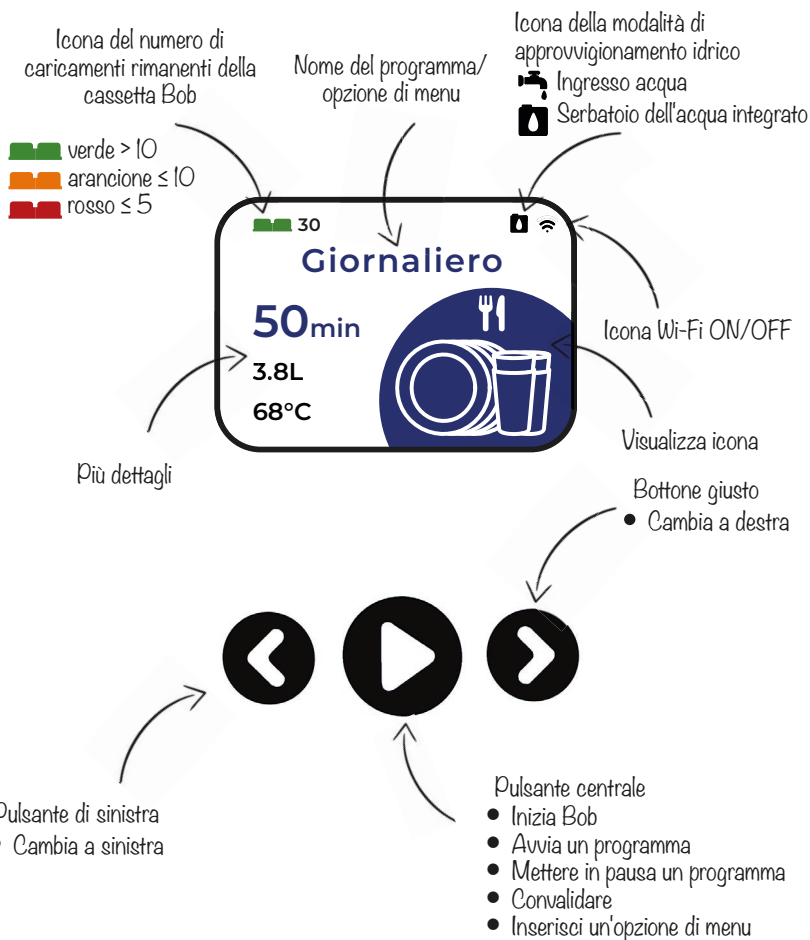 Icona del numero di
caricamenti rimanenti della
cassetta Bob
Nome del programma/
opzione di menu
Icona della modalità di
approvvigionamento idrico
Ingresso acqua
Serbatoio dell'acqua integrato
verde > 10
arancione ≤ 10
rosso ≤ 5
30
Giornaliero
50min
3.8L
68°C
Icona Wi-Fi ON/OFF
Visualizza icona
Più dettagli
Bottone giusto
• Cambia a destra
Pulsante di sinistra
• Cambia a sinistra
Pulsante centrale
• Inizia Bob
• Avvia un programma
• Mettere in pausa un programma
• Convalidare
• Inserisci un'opzione di menu